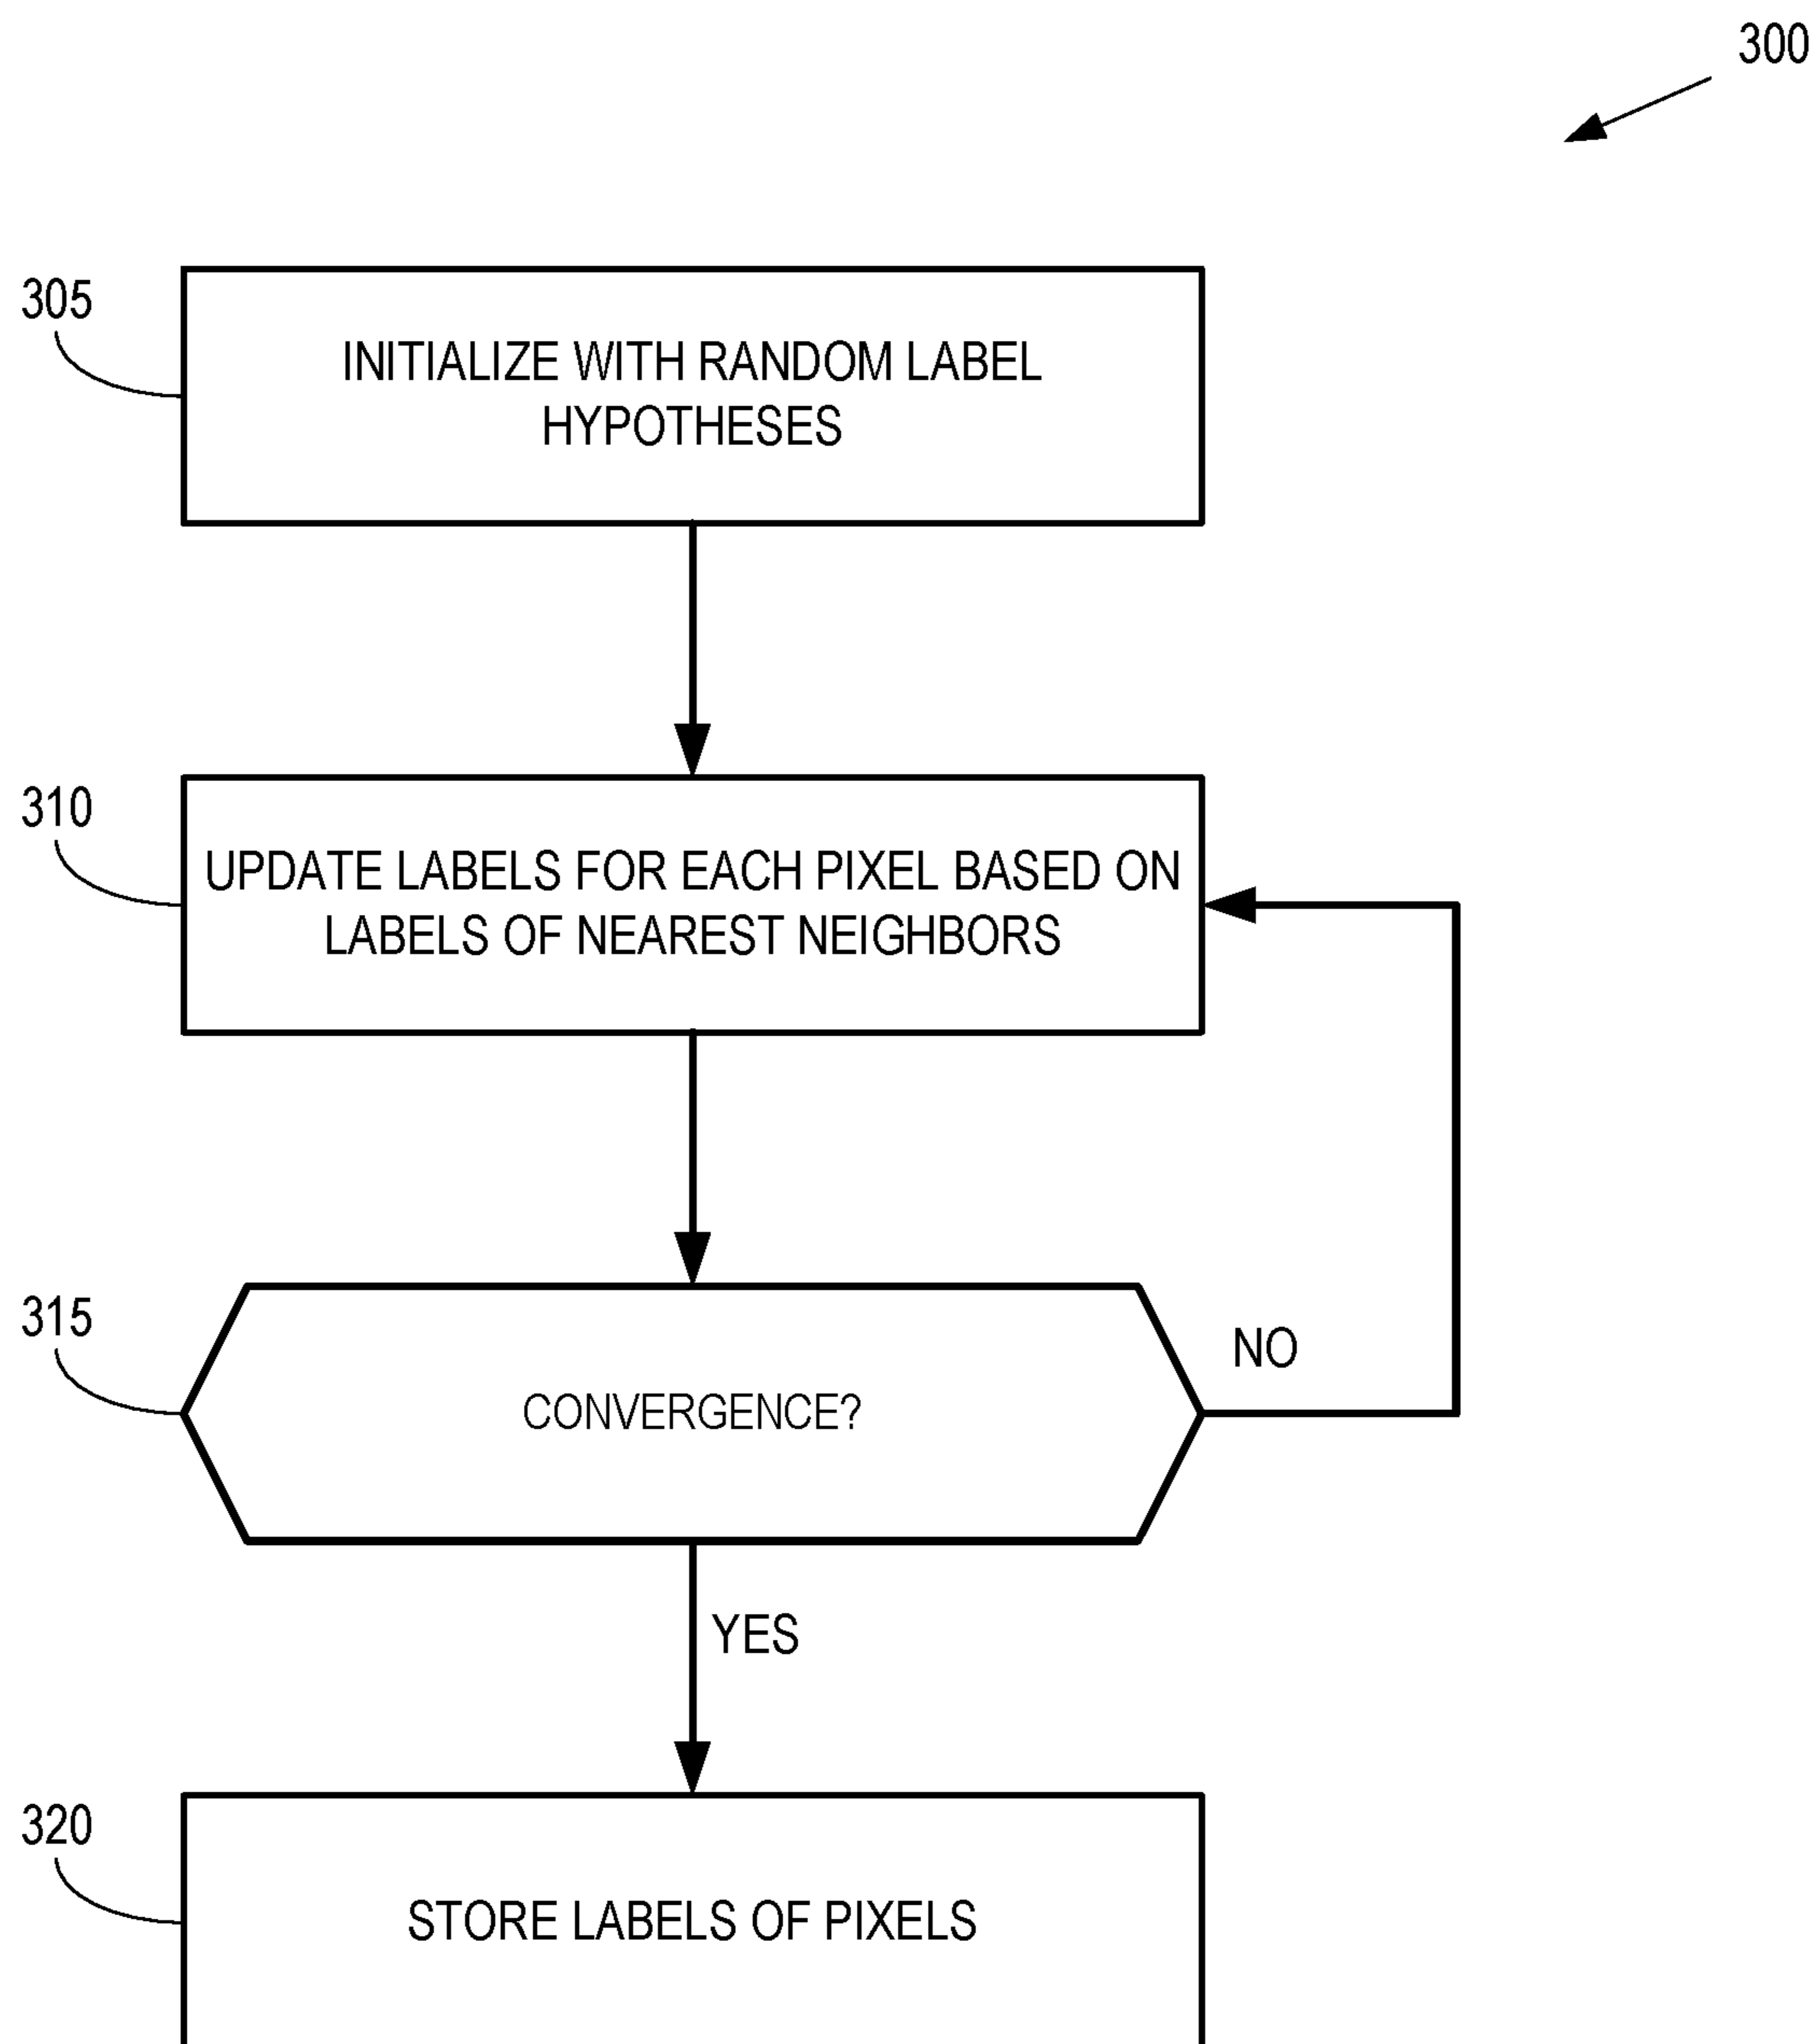 300
305
INITIALIZE WITH RANDOM LABEL
HYPOTHESES
310
UPDATE LABELS FOR EACH PIXEL BASED ON
LABELS OF NEAREST NEIGHBORS
315
CONVERGENCE?
NO
YES
320
STORE LABELS OF PIXELS